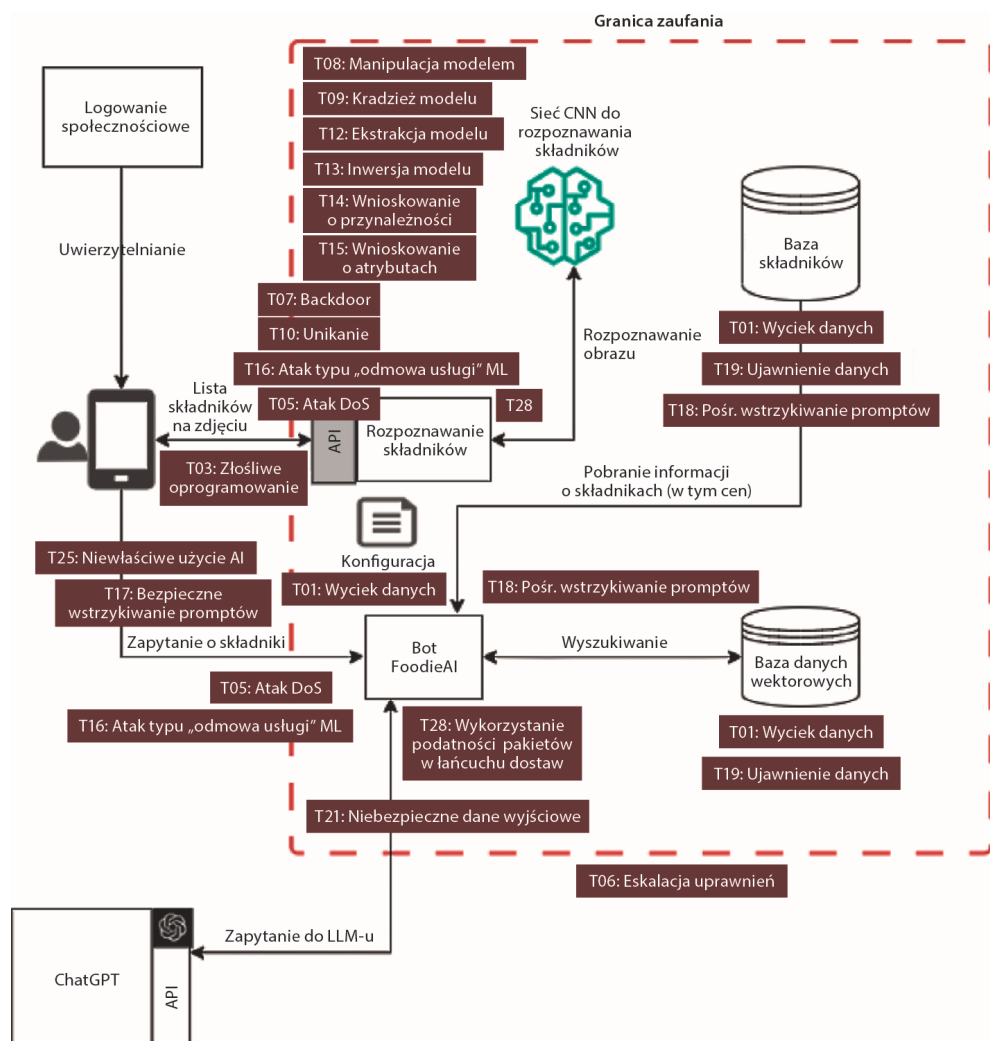 Granica zaufania
Logowanie
społecznościowe
Uwierzytelnianie
T08: Manipulacja modelem
T09: Kradzież modelu
T12: Ekstrakcja modelu
T13: Inwersja modelu
T14: Wnioskowanie
o przynależności
T15: Wnioskowanie
o atrybutach
T07: Backdoor
T10: Unikanie
T16: Atak typu „odmowa usługi” ML
T05: Atak DoS
T28
Sieć CNN do
rozpoznawania
składników
Rozpoznawanie
obrazu
Baza
składników
T01: Wyciek danych
T19: Ujawnienie danych
T18: Pośr. wstrzykiwanie promptów
Lista
składników
na zdjęciu
API
Rozpoznawanie
składników
T03: Złośliwe
oprogramowanie
Pobranie informacji
o składnikach (w tym cen)
Konfiguracja
T01: Wyciek danych
T25: Niewłaściwe użycie AI
T17: Bezpieczne
wstrzykiwanie promptów
Zapytanie o składniki
T18: Pośr. wstrzykiwanie promptów
Bot
FoodieAI
Wyszukiwanie
Baza danych
wektorowych
T05: Atak DoS
T16: Atak typu „odmowa usługi” ML
T28: Wykorzystanie
podatności pakietów
w łańcuchu dostaw
T01: Wyciek danych
T19: Ujawnienie danych
T21: Niebezpieczne dane wyjściowe
T06: Eskalacja uprawnień
Zapytanie do LLM-u
ChatGPT
API